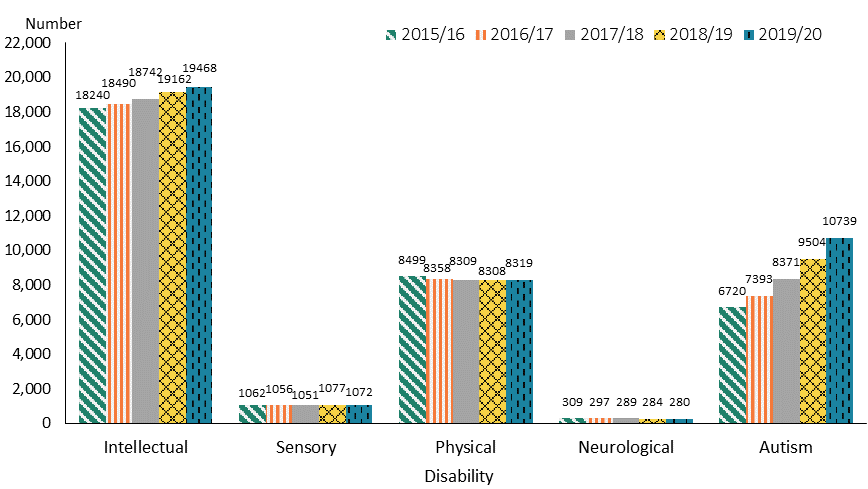 Number
2015/16 2016/17 2017/18 2018/19 2019/20
22,000
20,000
18,000
16,000
14,000
12,000
10,000
8,000
6,000
4,000
2,000
0
18240 18490 18742 19162 19468
1062 1056 1051 1077 1072
8499 8358 8309 8308 8319
309 297 289 284 280
6720 7393 8371 9504 10739
Intellectual Sensory Physical Neurological Autism
Disability